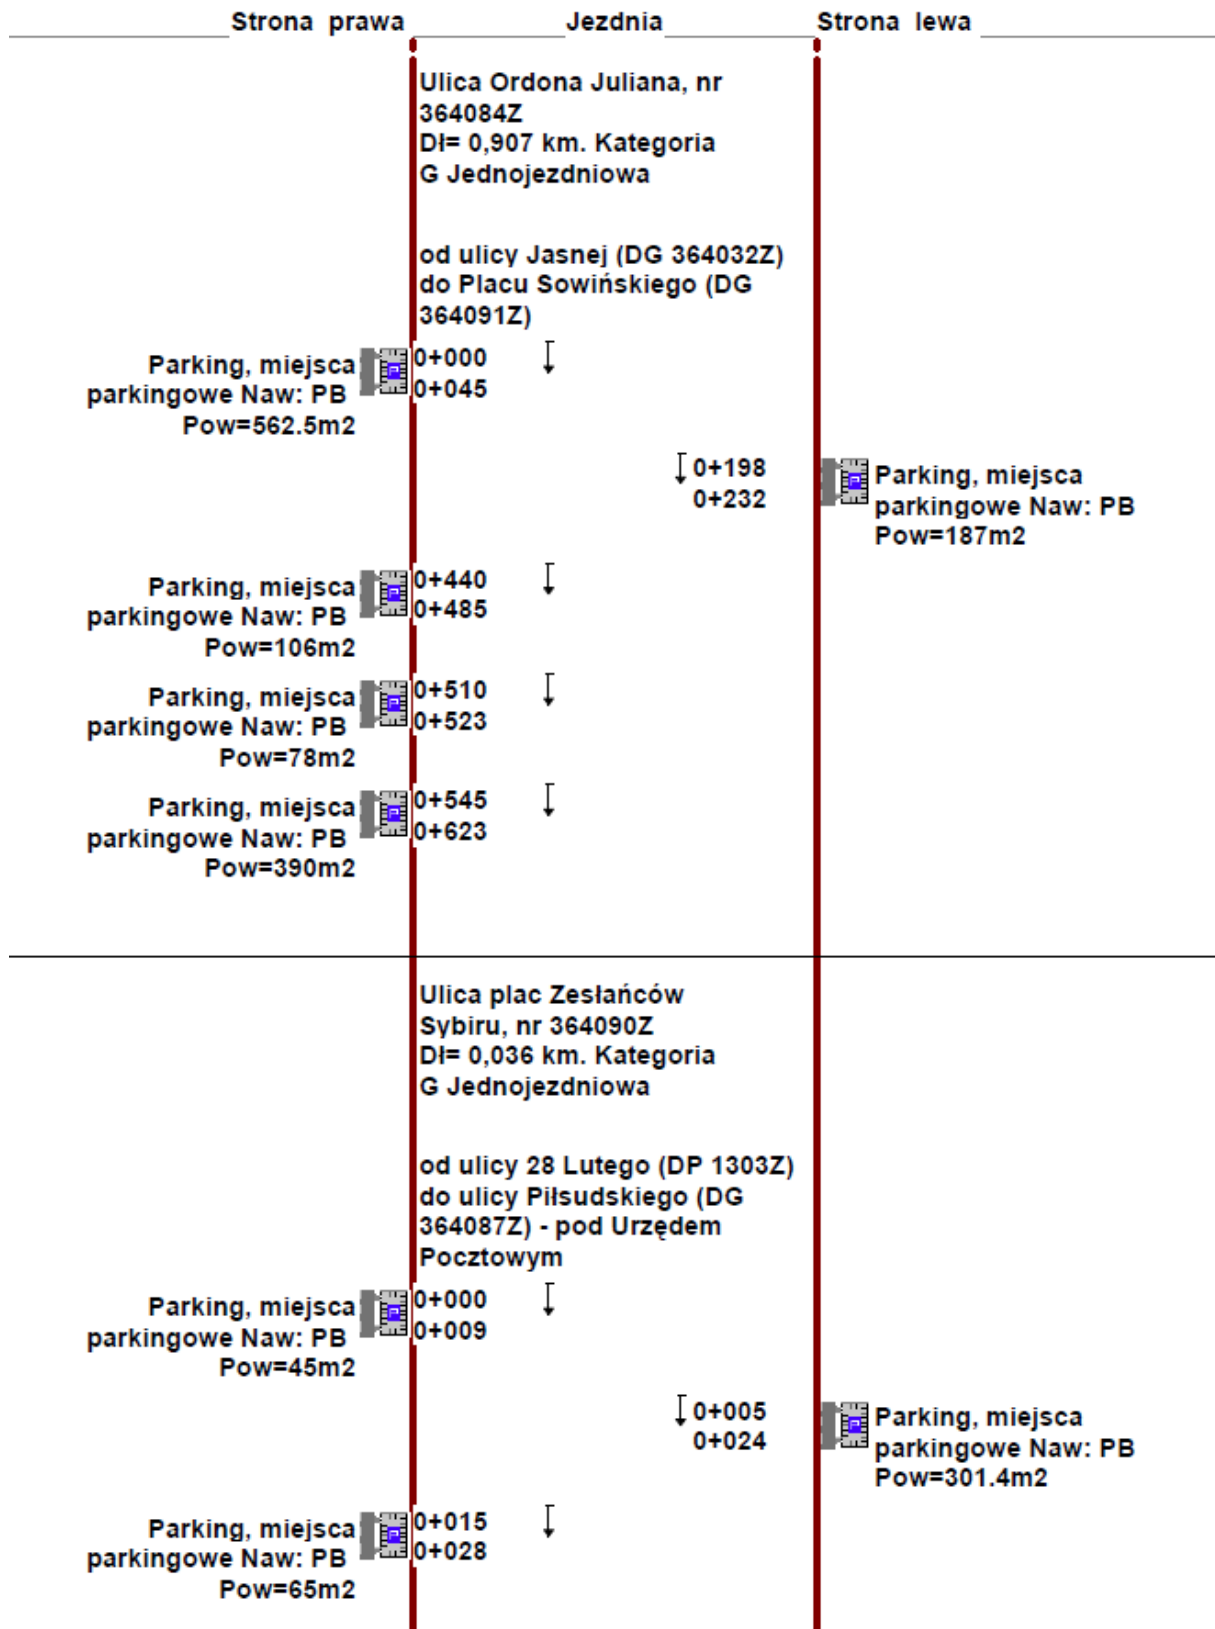 Strona prawa Jezdnia Strona lewa
Ulica Ordona Juliana, nr
364084Z
Dł= 0,907 km. Kategoria
G Jednojezdniowa
od ulicy Jasnej (DG 364032Z)
do Placu Sowińskiego (DG
364091Z)
Parking, miejsca
parkingowe Naw: PB
Pow=562.5m2
0+000
0+045
0+198
0+232
Parking, miejsca
parkingowe Naw: PB
Pow=187m2
Parking, miejsca
parkingowe Naw: PB
Pow=106m2
0+440
0+485
Parking, miejsca
parkingowe Naw: PB
Pow=78m2
0+510
0+523
Parking, miejsca
parkingowe Naw: PB
Pow=390m2
0+545
0+623
Ulica plac Zesłańców
Sybiru, nr 364090Z
Dł= 0,036 km. Kategoria
G Jednojezdniowa
od ulicy 28 Lutego (DP 1303Z)
do ulicy Piłsudskiego (DG
364087Z) - pod Urzędem
Pocztowym
Parking, miejsca
parkingowe Naw: PB
Pow=45m2
0+000
0+009
0+005
0+024
Parking, miejsca
parkingowe Naw: PB
Pow=301.4m2
Parking, miejsca
parkingowe Naw: PB
Pow=65m2
0+015
0+028